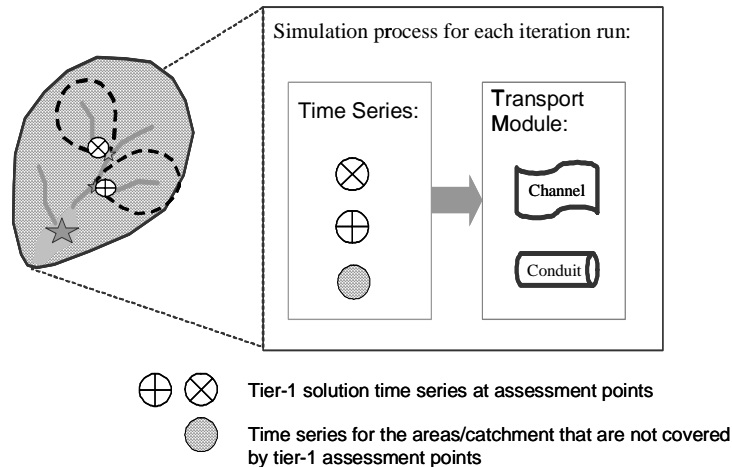 Simulation process for each iteration run:
Time Series:
Transport
Module:
Channel
Conduit
Tier-1 solution time series at assessment points
Time series for the areas/catchment that are not covered
by tier-1 assessment points